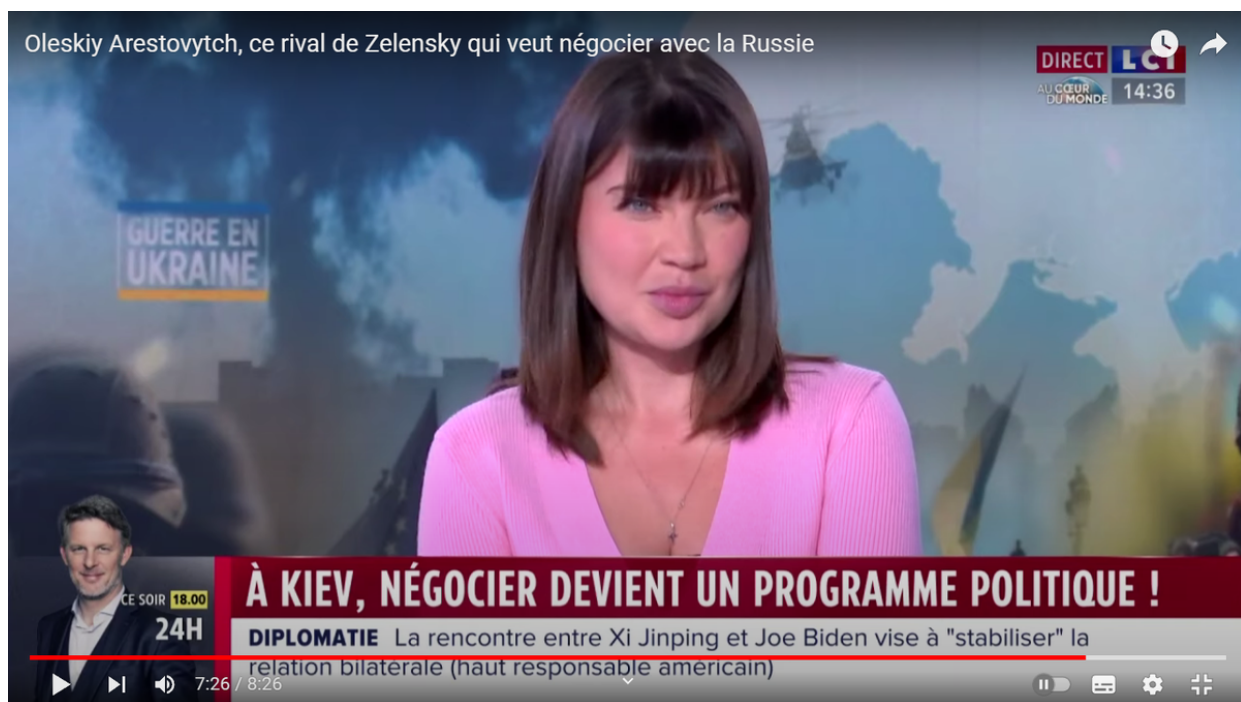 Oleskiy Arestovytch, ce rival de Zelensky qui veut négocier avec la Russie
DIRECT LCI
AU CŒUR
DU MONDE
14:36
GUERRE EN
UKRAINE
CE SOIR 18.00
24H
À KIEV, NÉGOCIER DEVIENT UN PROGRAMME POLITIQUE !
DIPLOMATIE La rencontre entre Xi Jinping et Joe Biden vise à "stabiliser" la
relation bilatérale (haut responsable américain)
7:26 / 8:26